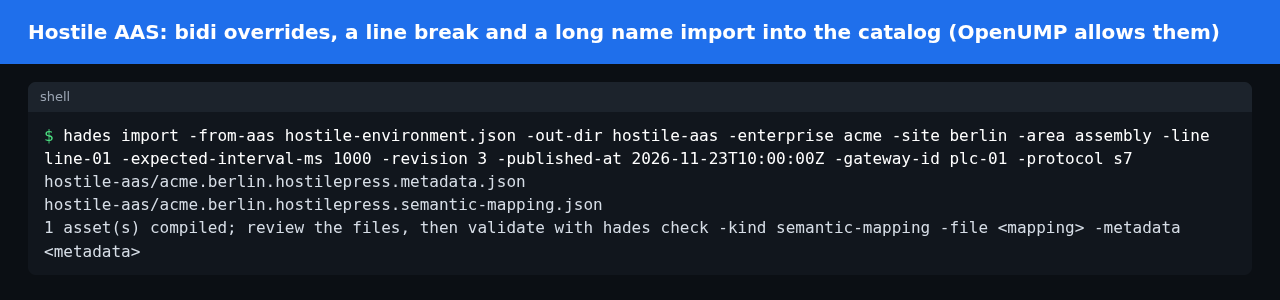 Hostile AAS: bidi overrides, a line break and a long name import into the catalog (OpenUMP allows them)
shell
$ hades import -from-aas hostile-environment.json -out-dir hostile-aas -enterprise acme -site berlin -area assembly -line
line-01 -expected-interval-ms 1000 -revision 3 -published-at 2026-11-23T10:00:00Z -gateway-id plc-01 -protocol s7
hostile-aas/acme.berlin.hostilepress.metadata.json
hostile-aas/acme.berlin.hostilepress.semantic-mapping.json
1 asset(s) compiled; review the files, then validate with hades check -kind semantic-mapping -file <mapping> -metadata
<metadata>